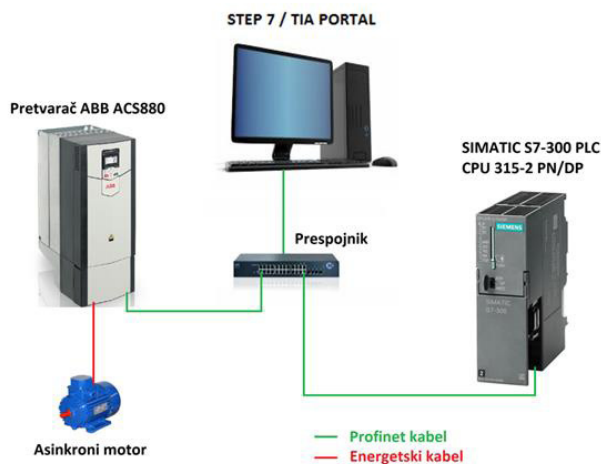 STEP 7 / TIA PORTAL
Pretvarač ABB ACS880
SIMATIC S7-300 PLC
CPU 315-2 PN/DP
ABB
SIEMENS
Prespojnik
SIMATIC
S7-300
Asinkroni motor
Profinet kabel
Energetski kabel